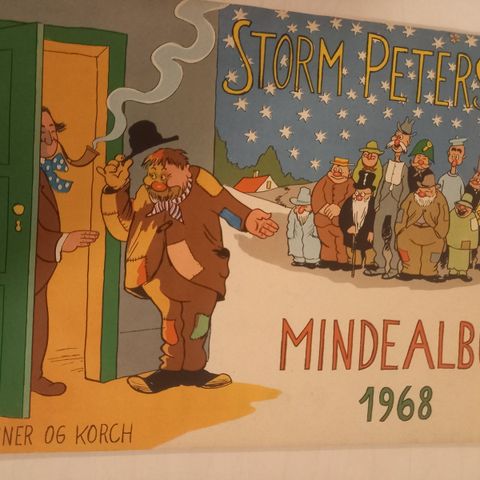 STORM PETERS
MINDEALB
1968
NER OG KORCH